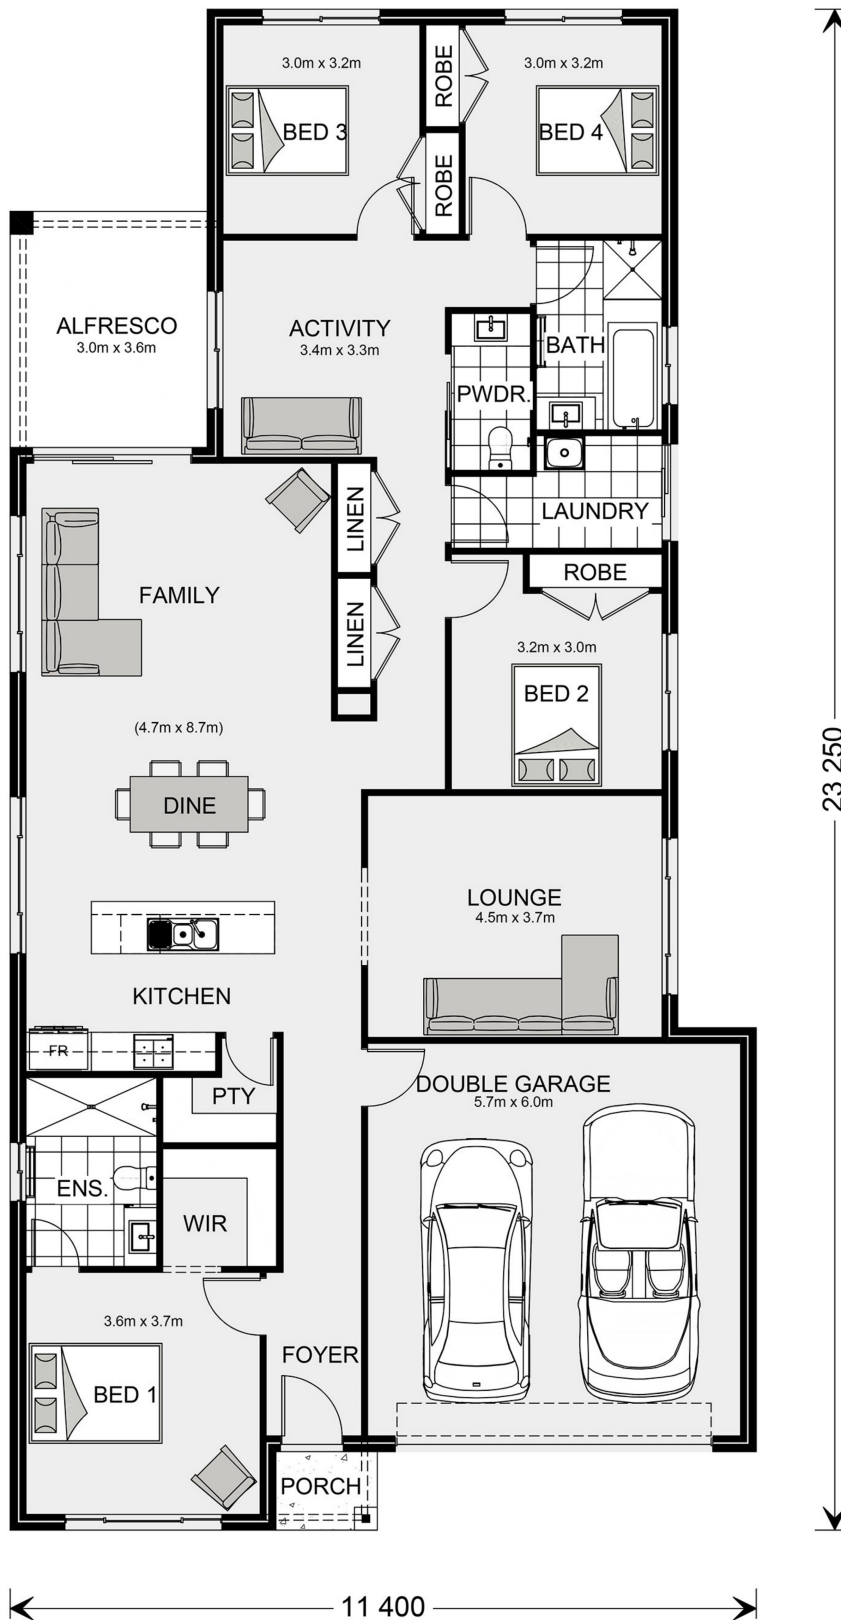 3.0m x 3.2m
BED 3
ROBE
ROBE
3.0m x 3.2m
BED 4
ALFRESCO
3.0m x 3.6m
ACTIVITY
3.4m x 3.3m
BATH
PWDR.
LINEN
LAUNDRY
FAMILY
LINEN
ROBE
3.2m x 3.0m
BED 2
(4.7m x 8.7m)
DINE
23 250
LOUNGE
4.5m x 3.7m
KITCHEN
FR
PTY
DOUBLE GARAGE
5.7m x 6.0m
ENS.
WIR
3.6m x 3.7m
BED 1
FOYER
PORCH
11 400